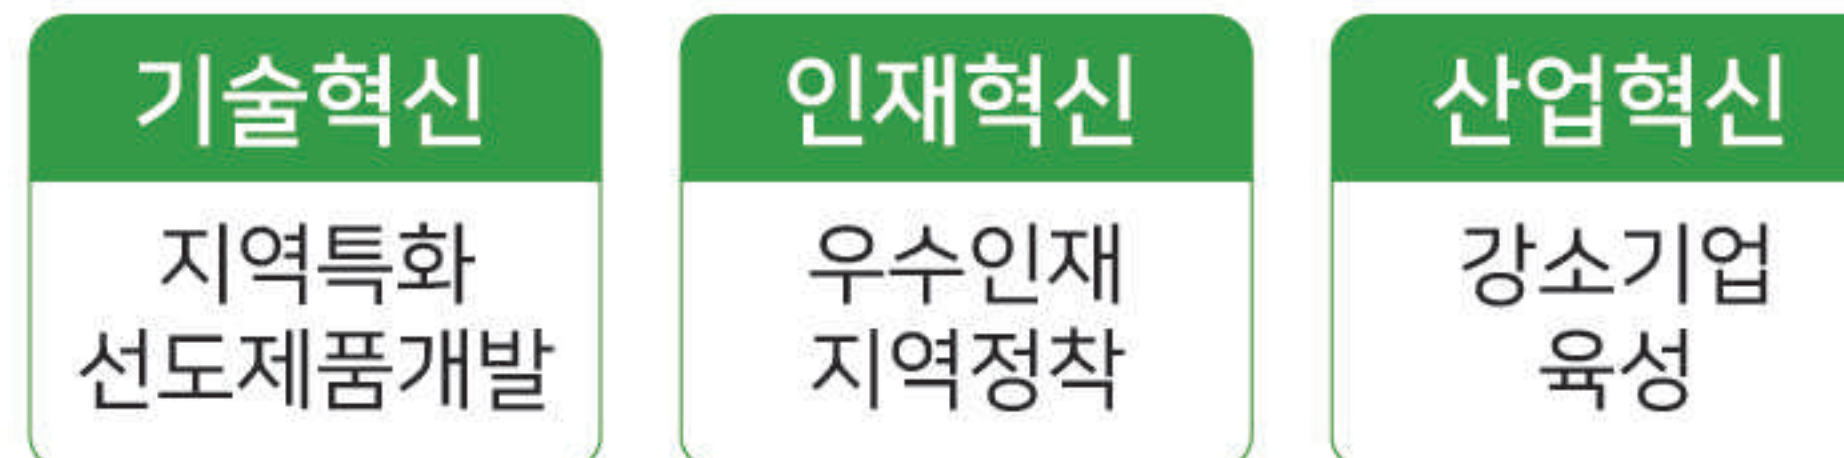 기술혁신
지역특화
선도제품개발
인재혁신
우수인재
지역정착
산업혁신
강소기업
육성